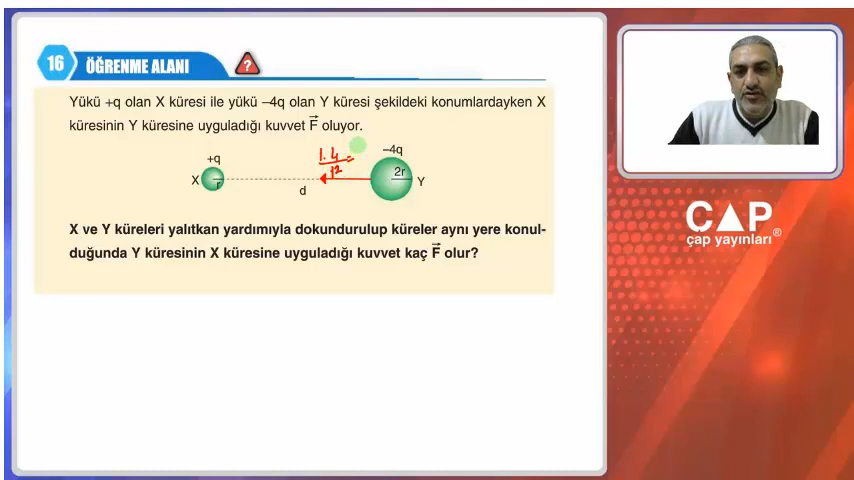 16 ÖĞRENME ALANI ?
Yükü +q olan X küresi ile yükü –4q olan Y küresi şekildeki konumlardayken X
küresinin Y küresine uyguladığı kuvvet F⃗ oluyor.
+q
–4q
1.4/12 =
X
r
d
2r
Y
X ve Y küreleri yalıtkan yardımıyla dokundurulup küreler aynı yere konul-
duğunda Y küresinin X küresine uyguladığı kuvvet kaç F⃗ olur?
ÇAP
çap yayınları®